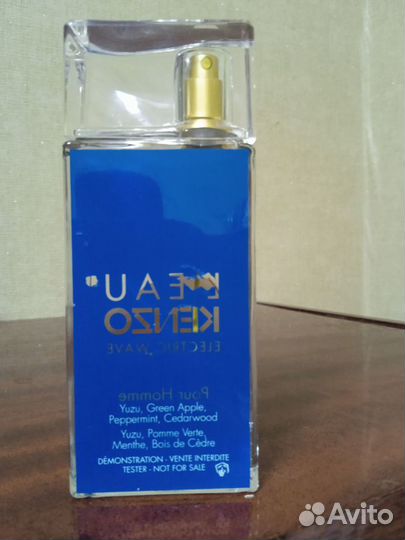 L'EAU
KENZO
ELECTRIC WAVE
Pour Homme
Yuzu, Green Apple,
Peppermint, Cedarwood
Yuzu, Pomme Verte,
Menthe, Bois de Cèdre
DÉMONSTRATION - VENTE INTERDITE
TESTER - NOT FOR SALE
Avito